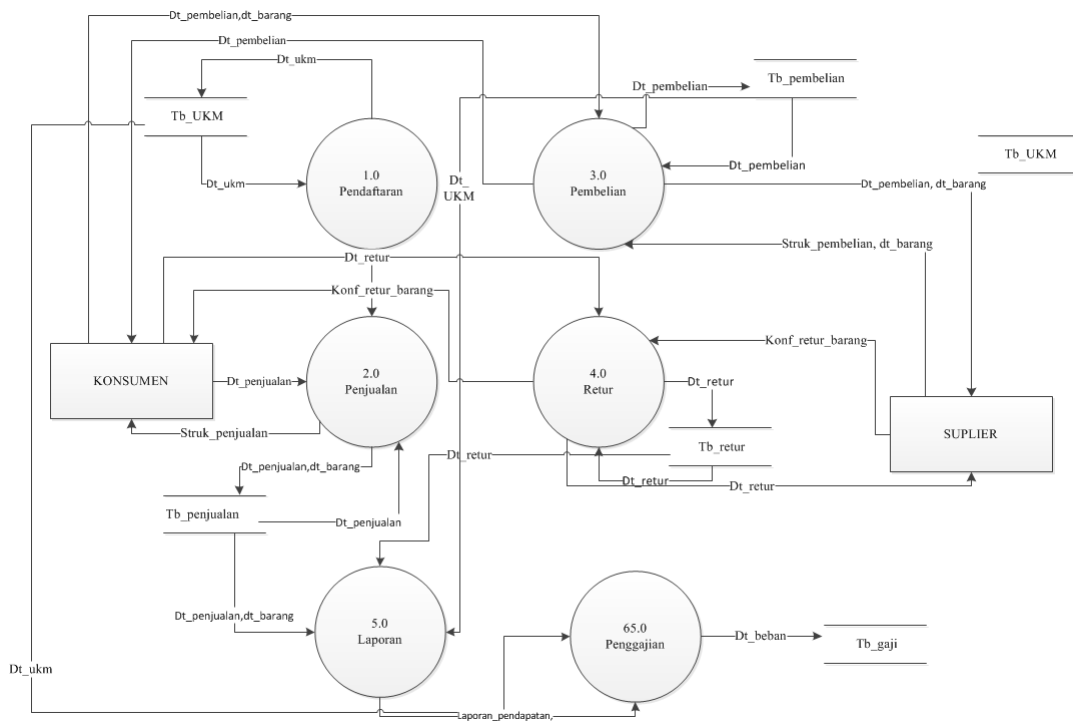 Dt_pembelian,dt_barang
Dt_pembelian
Dt_ukm
Tb_UKM
Dt_ukm
1.0
Pendaftaran
Dt_
UKM
3.0
Pembelian
Dt_pembelian
Tb_pembelian
Dt_pembelian
Tb_UKM
Dt_pembelian, dt_barang
Struk_pembelian, dt_barang
Dt_retur
Konf_retur_barang
Konf_retur_barang
KONSUMEN
Dt_penjualan
2.0
Penjualan
4.0
Retur
Dt_retur
Struk_penjualan
SUPLIER
Tb_retur
Dt_retur
Dt_retur
Dt_retur
Dt_penjualan,dt_barang
Tb_penjualan
Dt_penjualan
Dt_penjualan,dt_barang
5.0
Laporan
65.0
Penggajian
Dt_beban
Tb_gaji
Dt_ukm
Laporan_pendapatan,